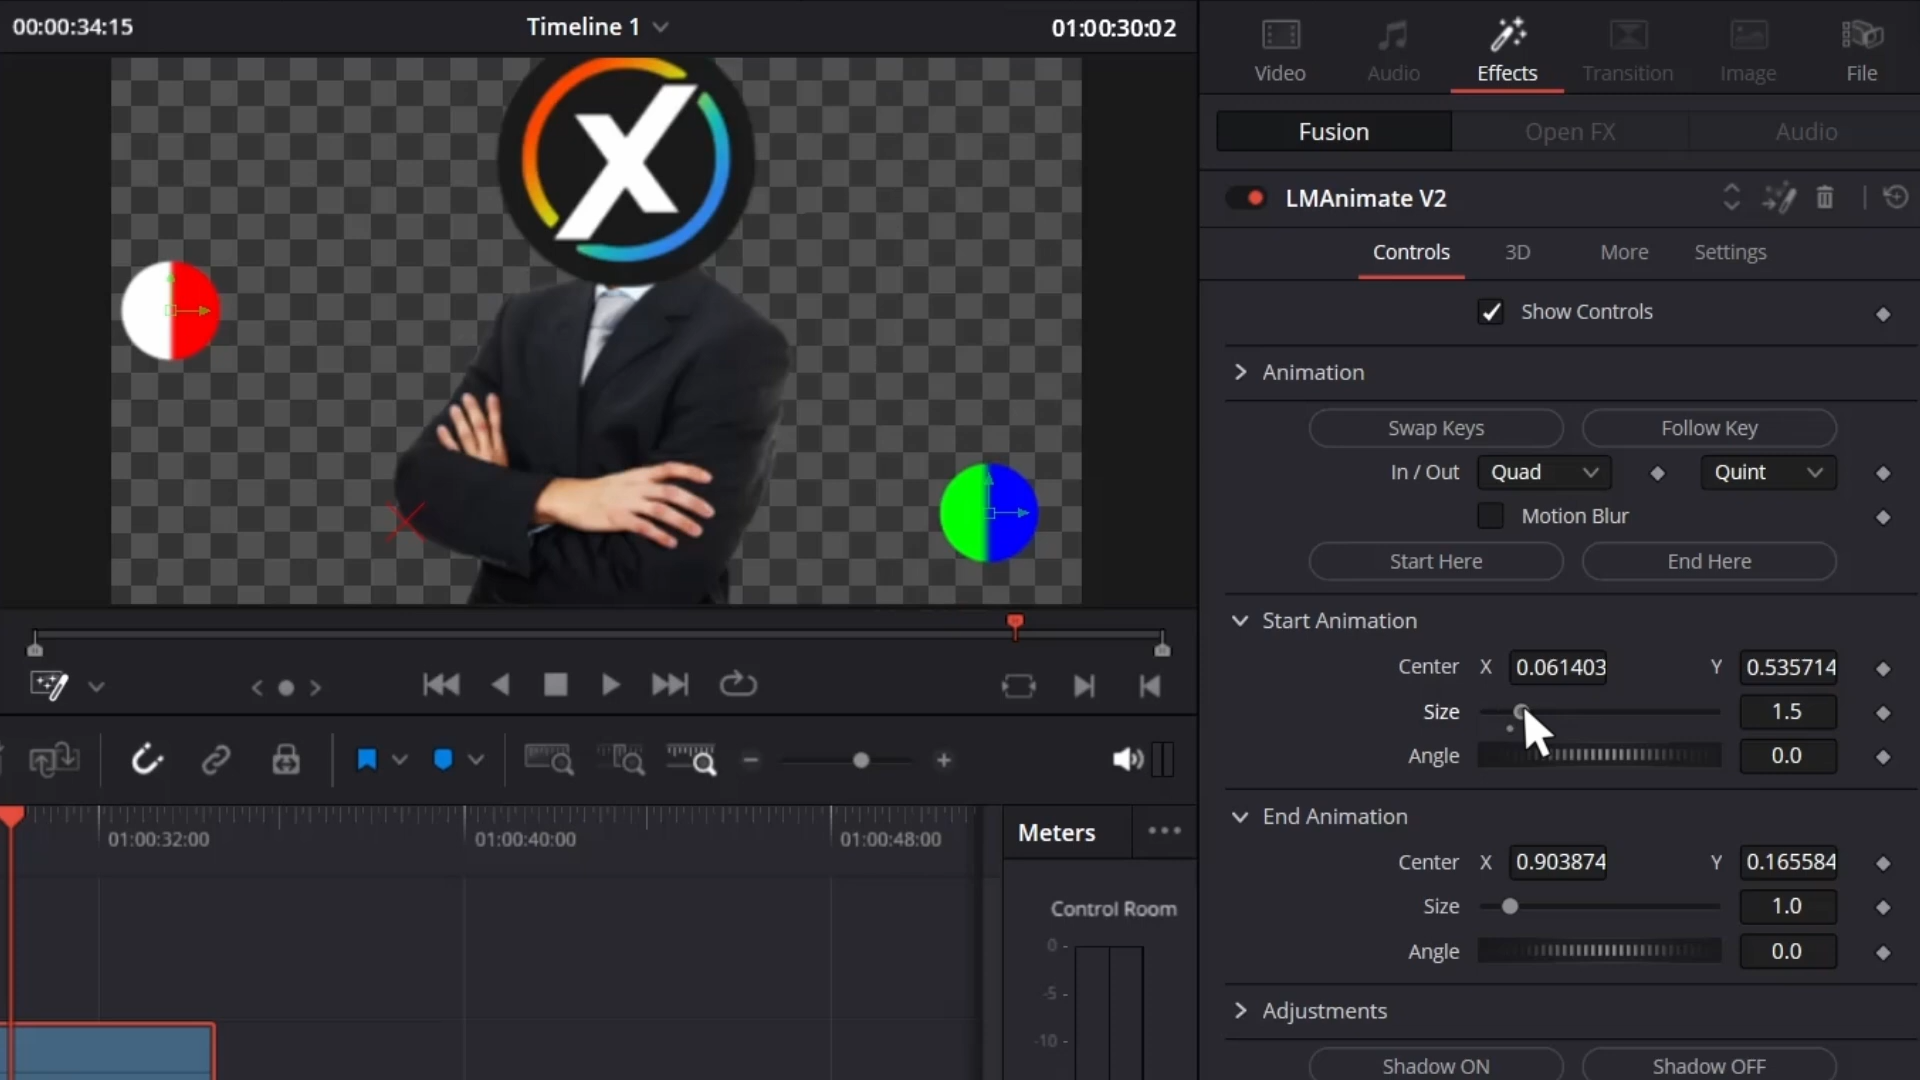 00:00:34:15
Timeline 1
01:00:30:02
X
Video
Audio
Effects
Transition
Image
File
Fusion
Open FX
Audio
LMAnimate V2
Controls
3D
More
Settings
Show Controls
Animation
Swap Keys
Follow Key
In / Out
Quad
Quint
Motion Blur
Start Here
End Here
Start Animation
Center X 0.061403 Y 0.535714
Size 1.5
Angle 0.0
End Animation
Center X 0.903874 Y 0.165584
Size 1.0
Angle 0.0
Adjustments
Shadow ON
Shadow OFF
01:00:32:00
01:00:40:00
01:00:48:00
Meters
Control Room
0 -
-5 -
-10 -